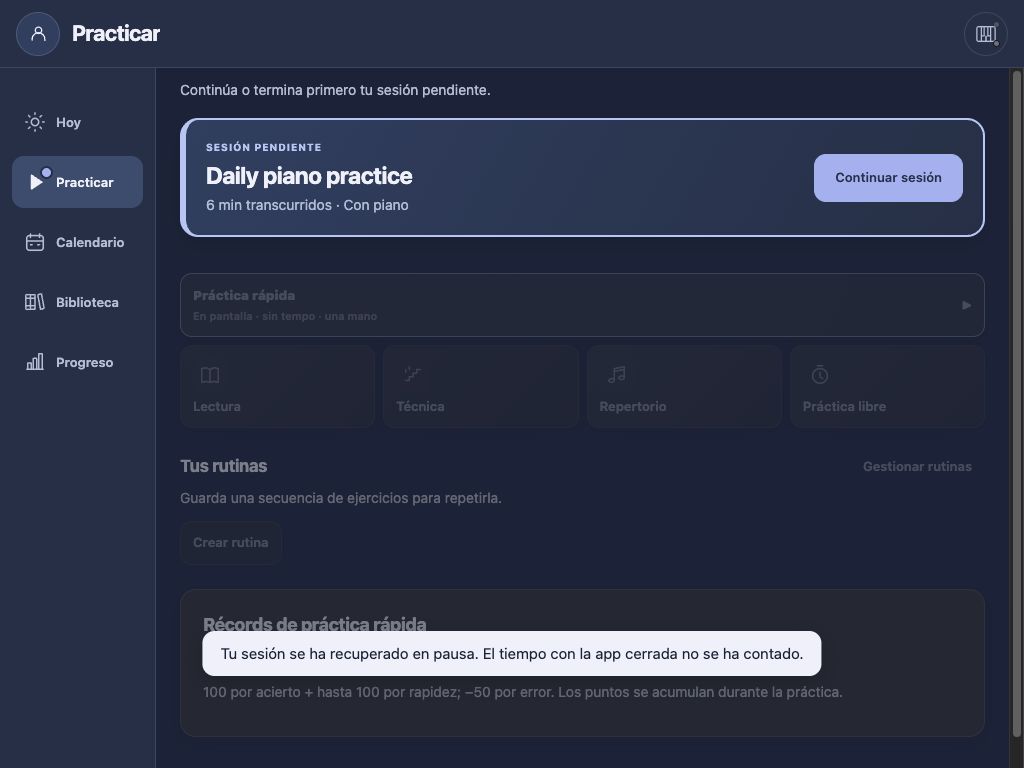 Practicar
Hoy
Practicar
Calendario
Biblioteca
Progreso
Continúa o termina primero tu sesión pendiente.
SESIÓN PENDIENTE
Daily piano practice
6 min transcurridos · Con piano
Continuar sesión
Práctica rápida
En pantalla · sin tempo · una mano
Lectura
Técnica
Repertorio
Práctica libre
Tus rutinas
Gestionar rutinas
Guarda una secuencia de ejercicios para repetirla.
Crear rutina
Récords de práctica rápida
Tu sesión se ha recuperado en pausa. El tiempo con la app cerrada no se ha contado.
100 por acierto + hasta 100 por rapidez; −50 por error. Los puntos se acumulan durante la práctica.